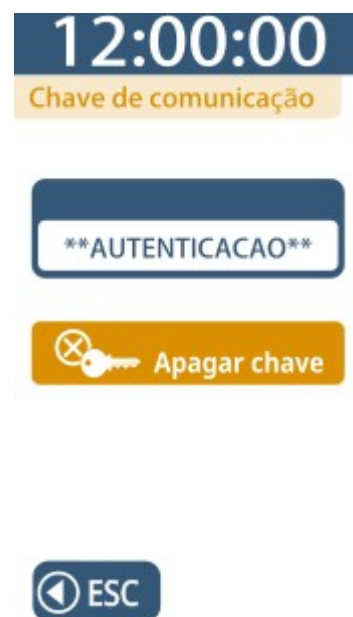 12:00:00
Chave de comunicação
**AUTENTICACAO**
Apagar chave
ESC